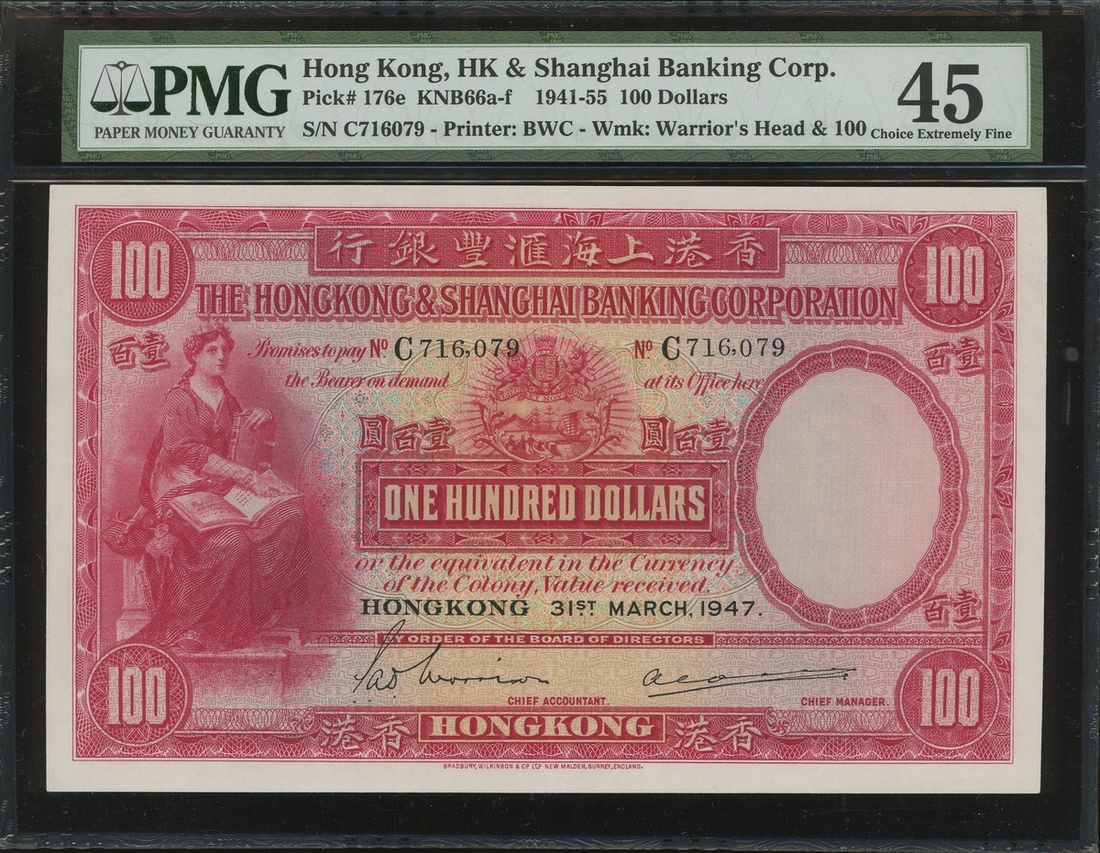 PMG
PAPER MONEY GUARANTY
Hong Kong, HK & Shanghai Banking Corp.
Pick# 176e KNB66a-f 1941-55 100 Dollars
S/N C716079 - Printer: BWC - Wmk: Warrior's Head & 100
45
Choice Extremely Fine
行銀豐滙海上港香
100
100
THE HONGKONG & SHANGHAI BANKING CORPORATION
百壹
Promises to pay
Nº C 716,079
Nº C 716,079
百壹
the Bearer on demand
at its Office here
圓百壹
圓百壹
ONE HUNDRED DOLLARS
or the equivalent in the Currency
of the Colony, Value received.
百壹
HONGKONG 31ST MARCH, 1947.
BY ORDER OF THE BOARD OF DIRECTORS
CHIEF ACCOUNTANT.
CHIEF MANAGER.
100
100
港香
HONGKONG
港香
BRADBURY, WILKINSON & Cº LTD NEW MALDEN, SURREY, ENGLAND.